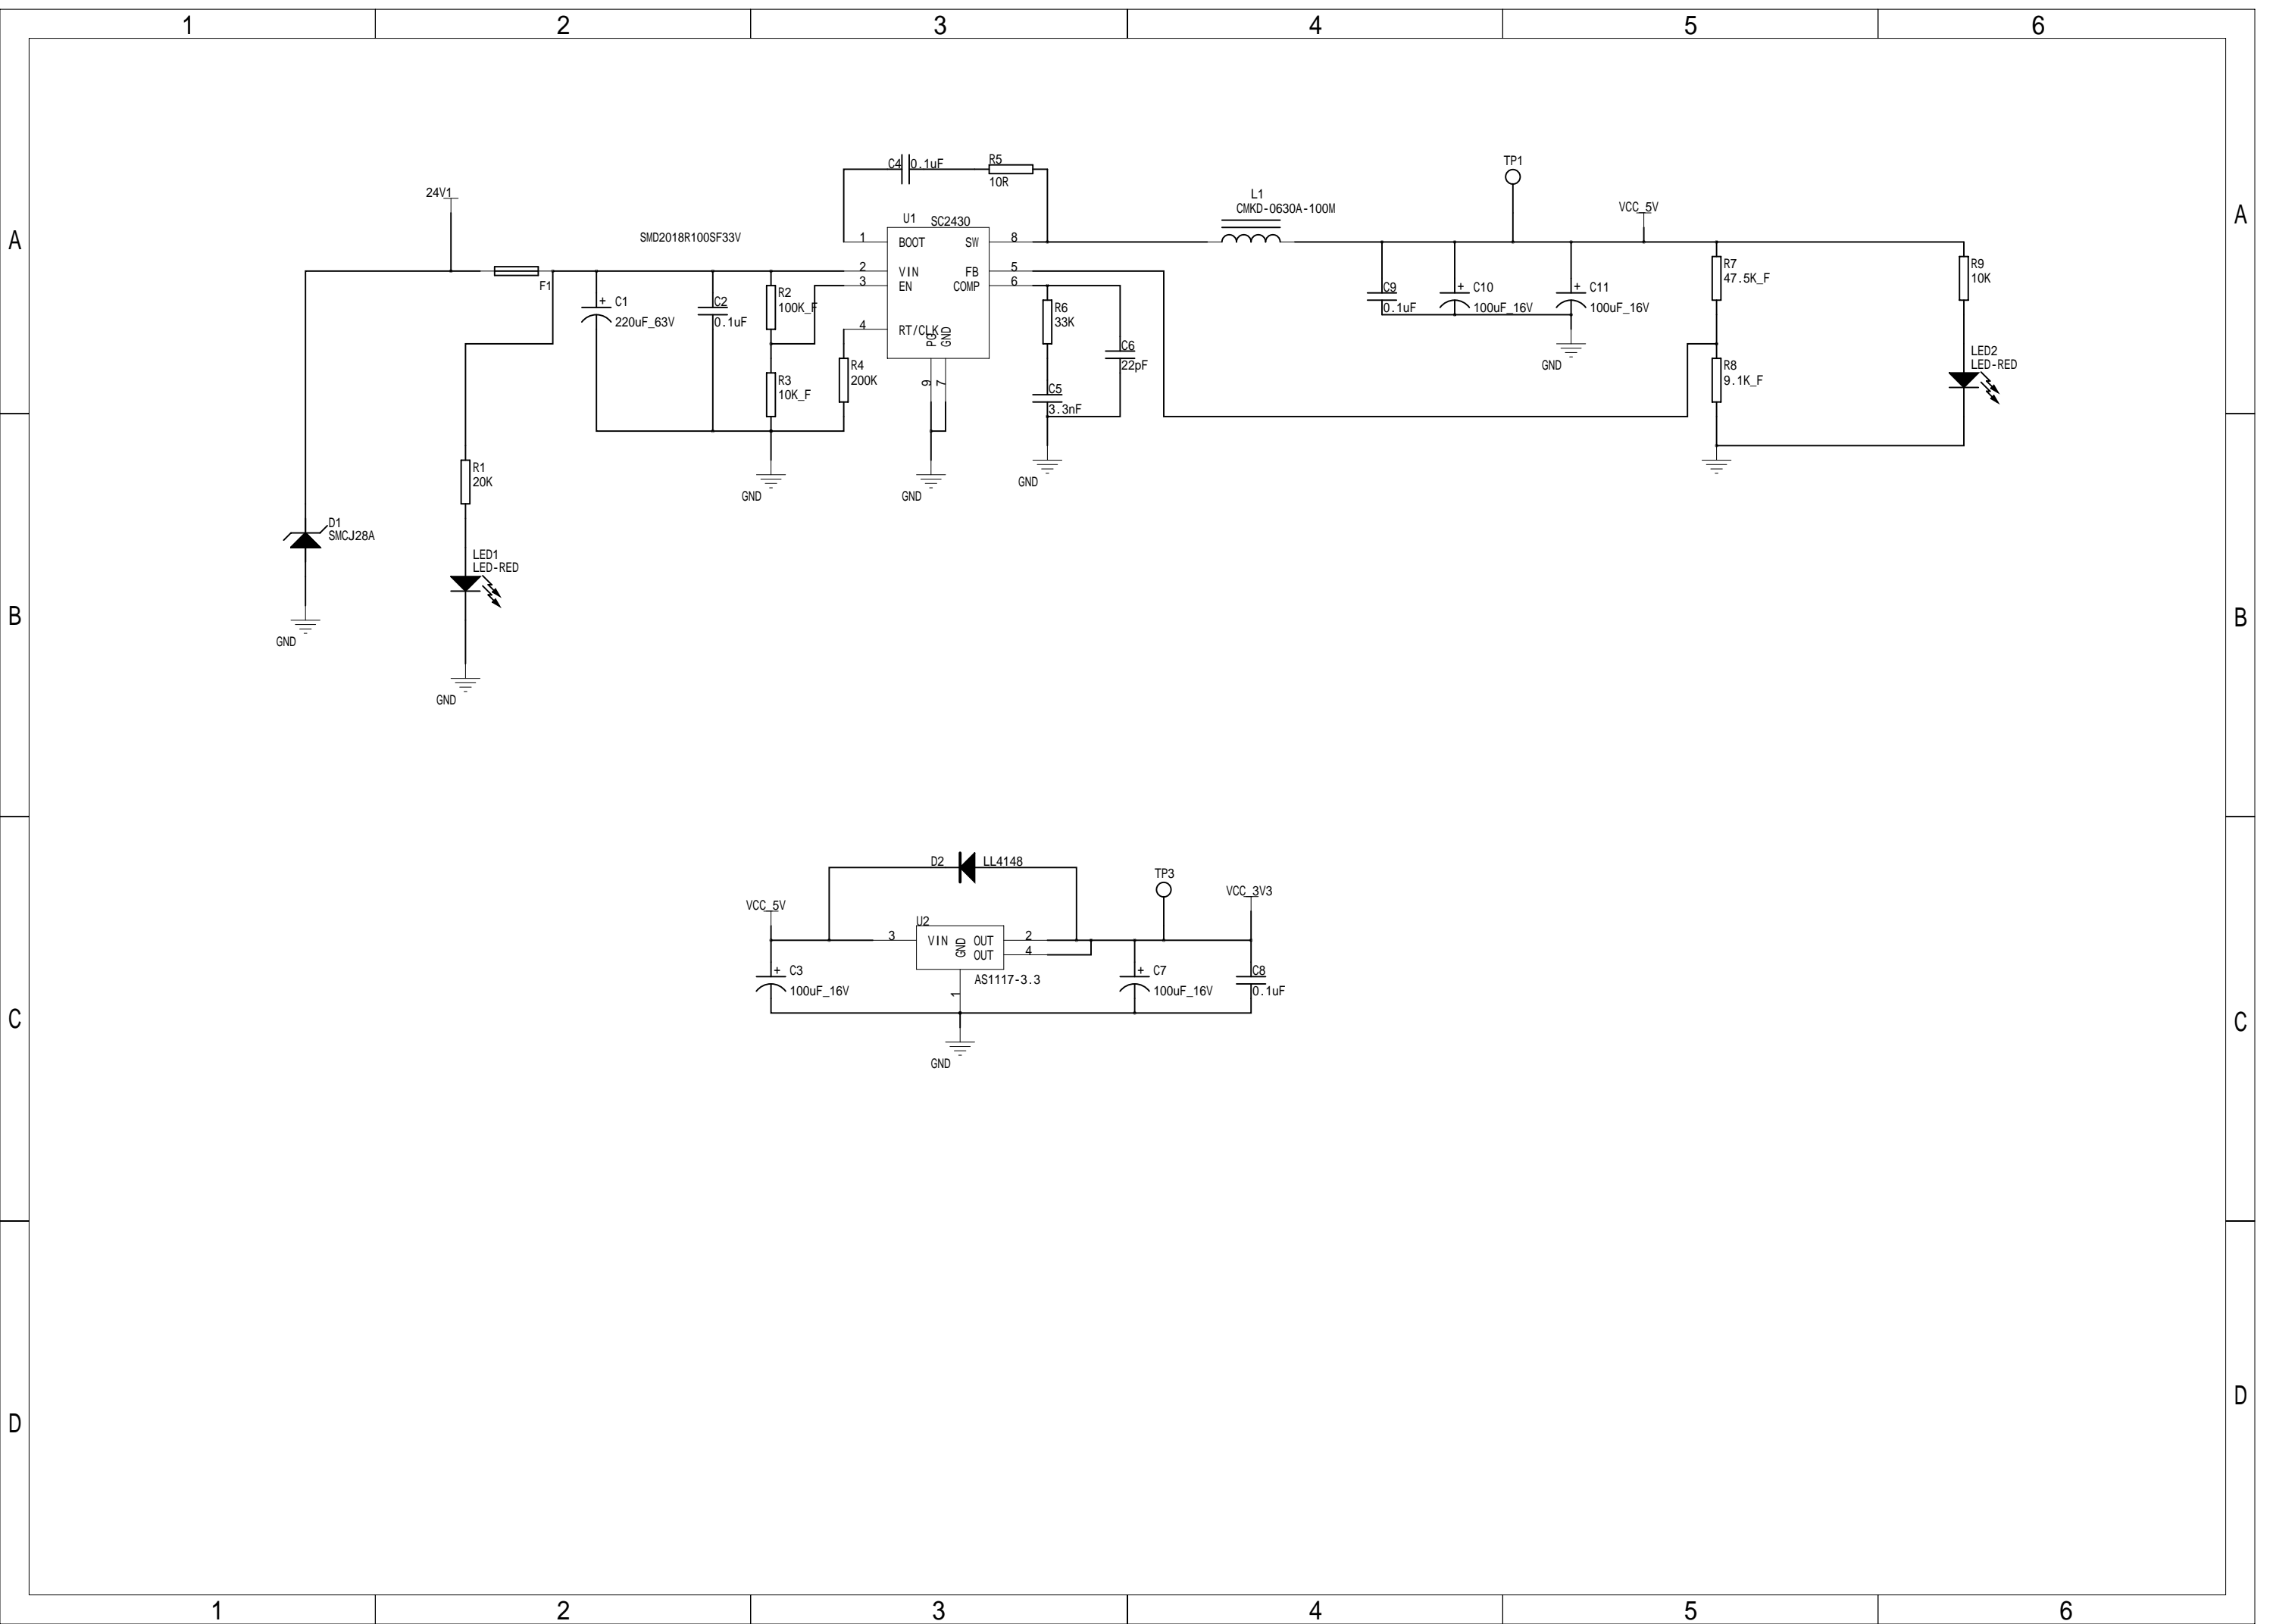 1 2 3 4 5 6
A
A
B
B
C
C
D
D
24V1
SMD2018R100SF33V
F1
C1
220uF_63V
C2
0.1uF
R2
100K_F
R3
10K_F
R4
200K
C4 0.1uF
R5
10R
U1 SC2430
1 BOOT SW 8
2 VIN FB 5
3 EN COMP 6
4 RT/CLK
PG
GND
9 7
R6
33K
C6
22pF
C5
3.3nF
GND
GND
GND
L1
CMKD-0630A-100M
TP1
VCC_5V
C9
0.1uF
C10
100uF_16V
C11
100uF_16V
GND
R7
47.5K_F
R8
9.1K_F
R9
10K
LED2
LED-RED
R1
20K
D1
SMCJ28A
LED1
LED-RED
GND
GND
D2 LL4148
TP3
VCC_5V
VCC_3V3
U2
3 VIN GND OUT 2
OUT 4
AS1117-3.3
1
C3
100uF_16V
C7
100uF_16V
C8
0.1uF
GND
1 2 3 4 5 6